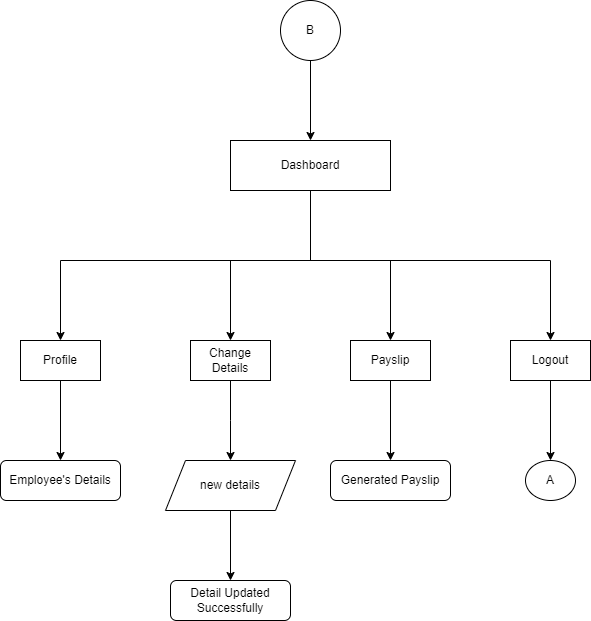 B
Dashboard
Profile
Change
Details
Payslip
Logout
Employee's Details
new details
Generated Payslip
A
Detail Updated
Successfully